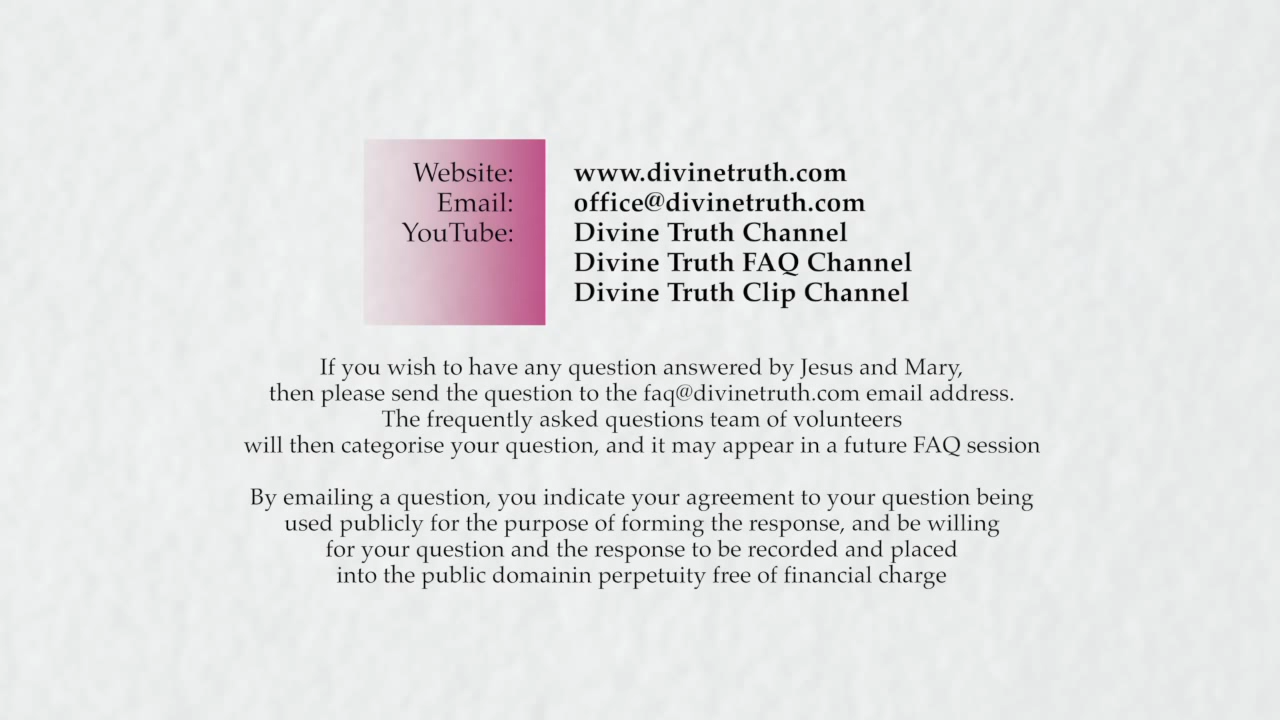 Website: www.divinetruth.com
Email: office@divinetruth.com
YouTube: Divine Truth Channel
Divine Truth FAQ Channel
Divine Truth Clip Channel
If you wish to have any question answered by Jesus and Mary,
then please send the question to the faq@divinetruth.com email address.
The frequently asked questions team of volunteers
will then categorise your question, and it may appear in a future FAQ session
By emailing a question, you indicate your agreement to your question being
used publicly for the purpose of forming the response, and be willing
for your question and the response to be recorded and placed
into the public domainin perpetuity free of financial charge